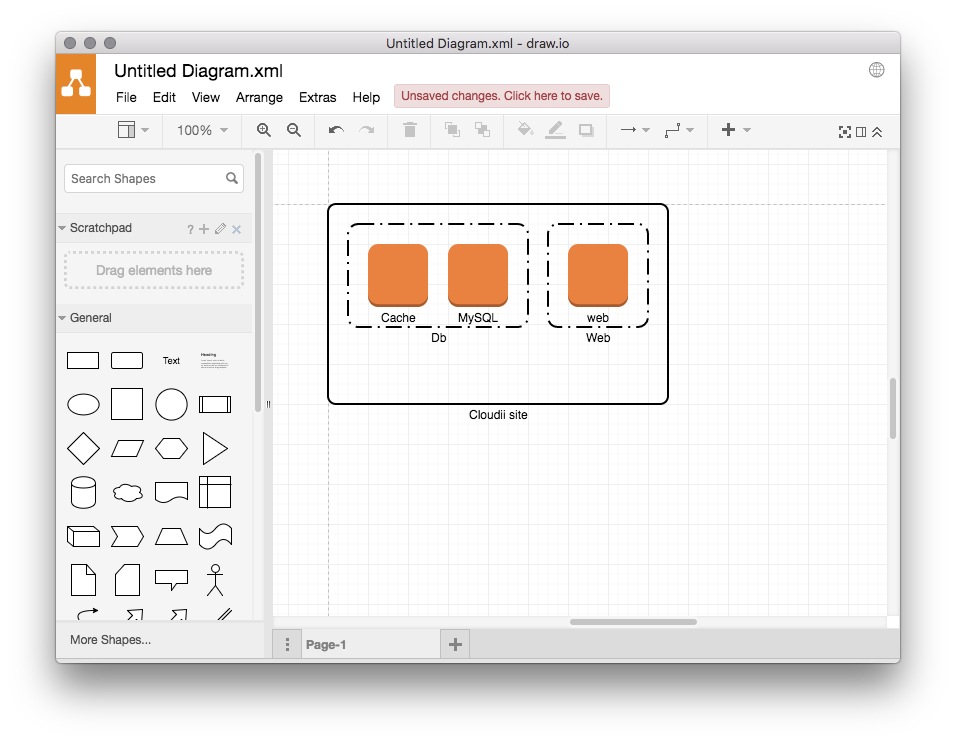 Untitled Diagram.xml - draw.io
Untitled Diagram.xml
File Edit View Arrange Extras Help Unsaved changes. Click here to save.
100%
Search Shapes
Scratchpad ?
Drag elements here
General
Text
Heading
Cache MySQL web
Db Web
Cloudii site
More Shapes...
Page-1